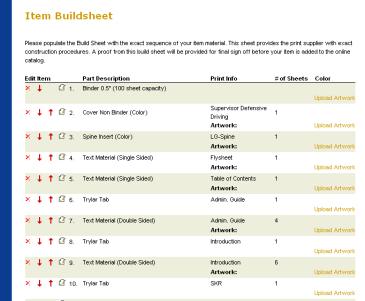 Item Buildsheet
Please populate the Build Sheet with the exact sequence of your item material. This sheet provides the print supplier with exact
construction procedures. A proof from this build sheet will be provided for final sign off before your item is added to the online
catalog.
Edit Item Part Description Print Info # of Sheets Color
1. Binder 0.5" (100 sheet capacity)
Upload Artwork
2. Cover Non Binder (Color) Supervisor Defensive Driving 1
Artwork:
Upload Artwork
3. Spine Insert (Color) LG-Spine 1
Artwork:
Upload Artwork
4. Text Material (Single Sided) Flysheet 1
Artwork:
Upload Artwork
5. Text Material (Single Sided) Table of Contents 1
Artwork:
Upload Artwork
6. Trylar Tab Admin, Guide 1
Upload Artwork
7. Text Material (Double Sided) Admin, Guide 4
Artwork:
Upload Artwork
8. Trylar Tab Introduction 1
Upload Artwork
9. Text Material (Double Sided) Introduction 6
Artwork:
Upload Artwork
10. Trylar Tab SKR 1
Upload Artwork